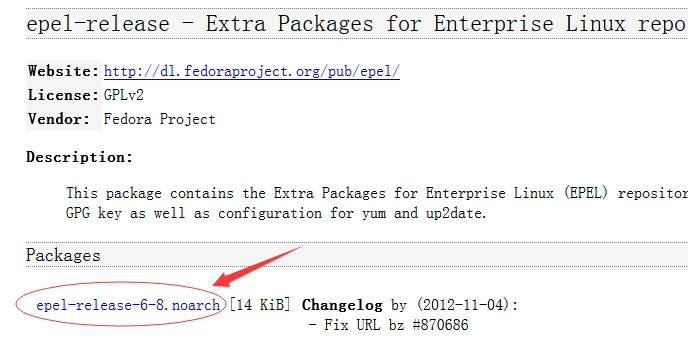 epel-release - Extra Packages for Enterprise Linux repo
Website: http://dl.fedoraproject.org/pub/epel/
License: GPLv2
Vendor: Fedora Project
Description:
This package contains the Extra Packages for Enterprise Linux (EPEL) repositor
GPG key as well as configuration for yum and up2date.
Packages
epel-release-6-8.noarch [14 KiB] Changelog by (2012-11-04):
- Fix URL bz #870686